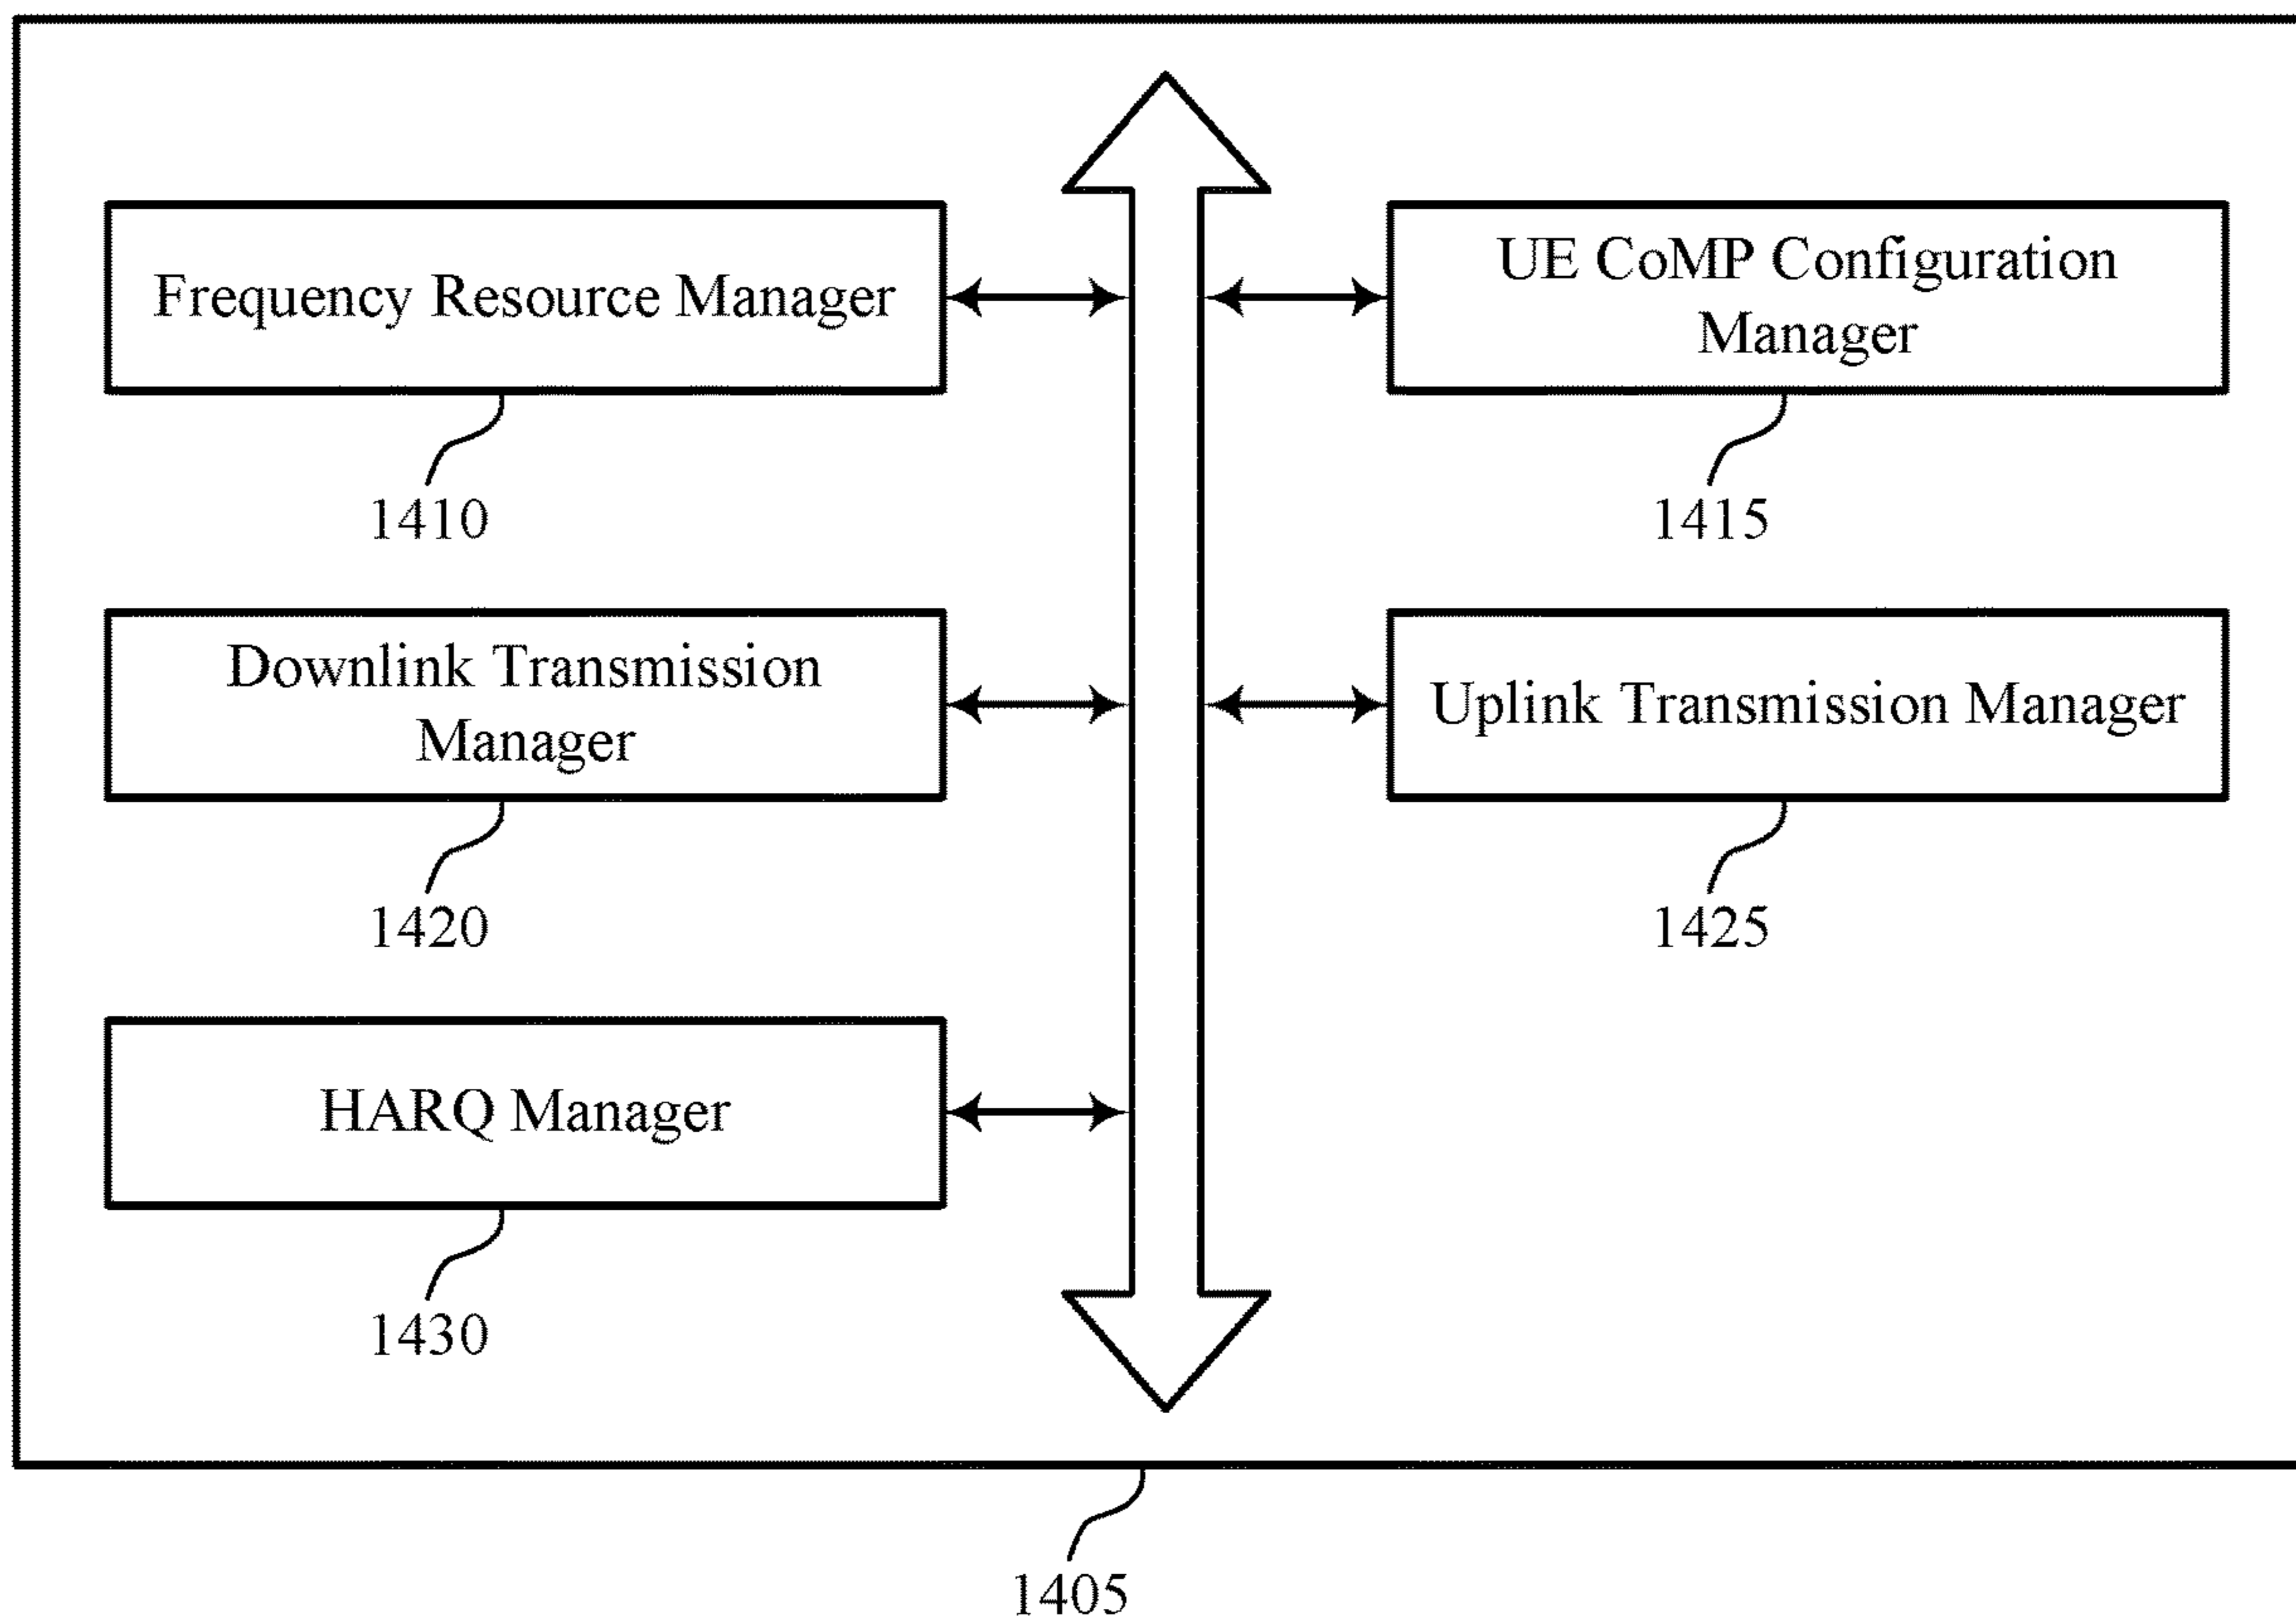 Frequency Resource Manager
1410
UE CoMP Configuration
Manager
1415
Downlink Transmission
Manager
1420
Uplink Transmission Manager
1425
HARQ Manager
1430
1405